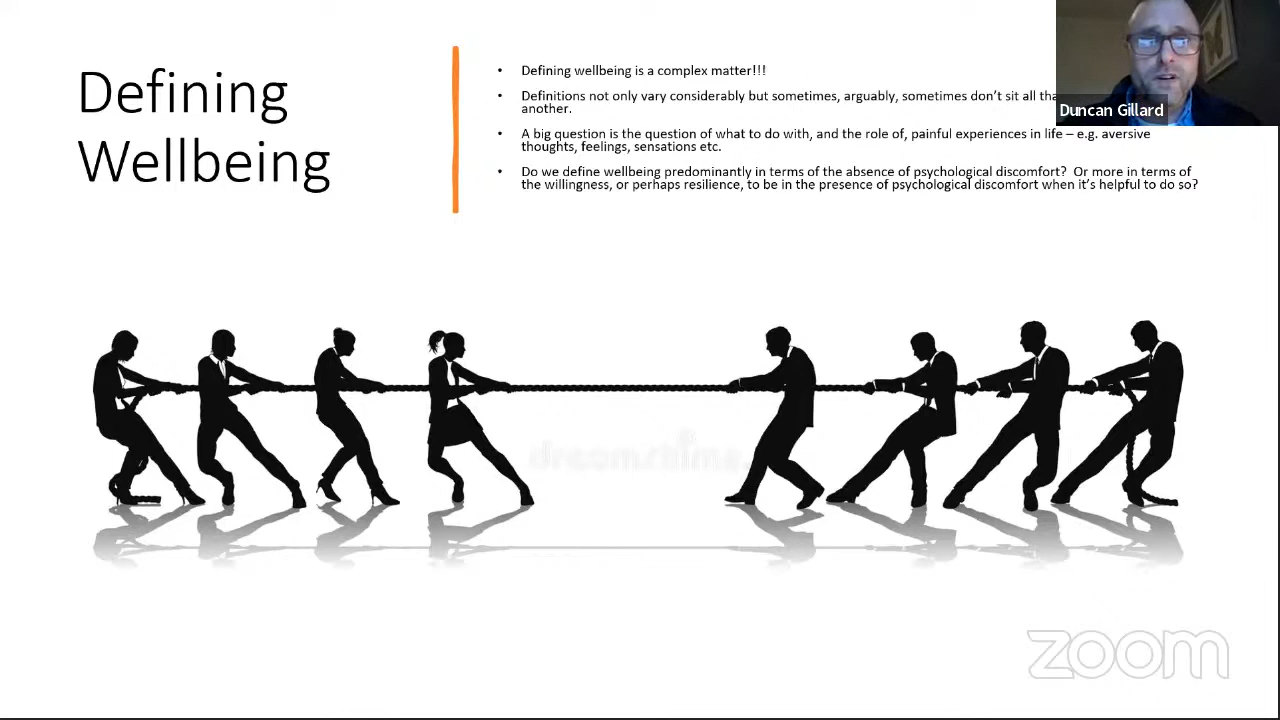 Defining
Wellbeing
• Defining wellbeing is a complex matter!!!
• Definitions not only vary considerably but sometimes, arguably, sometimes don't sit all
another.
• A big question is the question of what to do with, and the role of, painful experiences in life – e.g. aversive
thoughts, feelings, sensations etc.
• Do we define wellbeing predominantly in terms of the absence of psychological discomfort? Or more in terms of
the willingness, or perhaps resilience, to be in the presence of psychological discomfort when it's helpful to do so?
Duncan Gillard
dreamstime
zoom